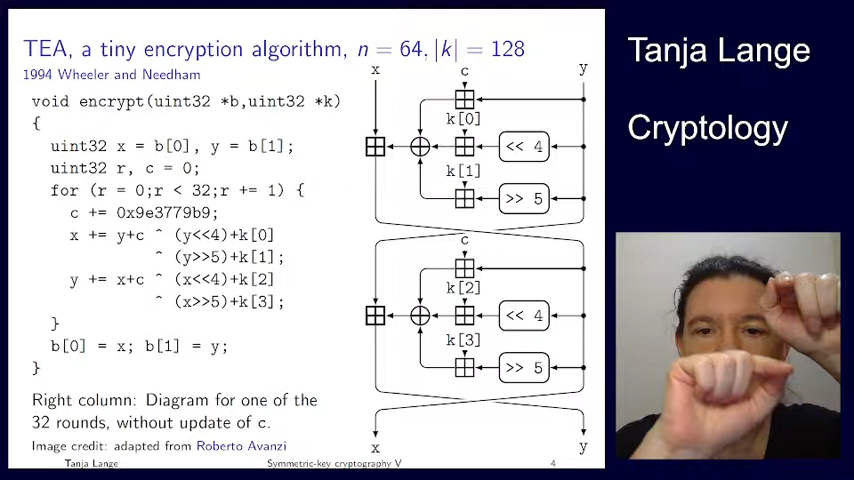 TEA, a tiny encryption algorithm, n = 64, |k| = 128
1994 Wheeler and Needham
void encrypt(uint32 *b,uint32 *k)
{
uint32 x = b[0], y = b[1];
uint32 r, c = 0;
for (r = 0;r < 32;r += 1) {
c += 0x9e3779b9;
x += y+c ^ (y<<4)+k[0]
^ (y>>5)+k[1];
y += x+c ^ (x<<4)+k[2]
^ (x>>5)+k[3];
}
b[0] = x; b[1] = y;
}
Right column: Diagram for one of the
32 rounds, without update of c.
Image credit: adapted from Roberto Avanzi
x
c
y
k[0]
<< 4
k[1]
>> 5
c
k[2]
<< 4
k[3]
>> 5
x
y
Tanja Lange
Symmetric-key cryptography V
4
Tanja Lange
Cryptology